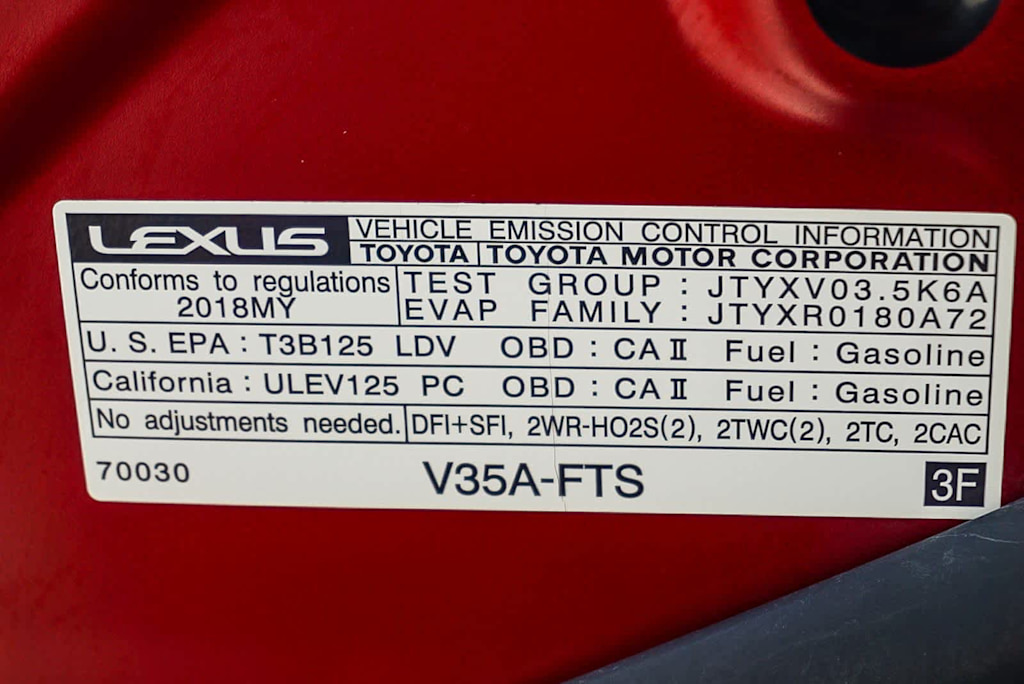 LEXUS VEHICLE EMISSION CONTROL INFORMATION
TOYOTA TOYOTA MOTOR CORPORATION
Conforms to regulations TEST GROUP : JTYXV03.5K6A
2018MY EVAP FAMILY : JTYXR0180A72
U. S. EPA : T3B125 LDV OBD : CA II Fuel : Gasoline
California : ULEV125 PC OBD : CA II Fuel : Gasoline
No adjustments needed. DFI+SFI, 2WR-HO2S(2), 2TWC(2), 2TC, 2CAC
70030 V35A-FTS 3F